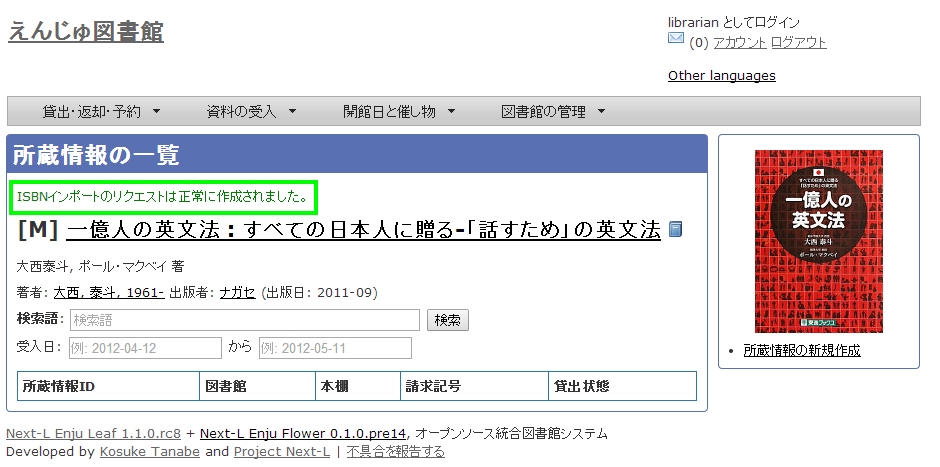 えんじゅ図書館
librarian としてログイン
(0) アカウント ログアウト
Other languages
貸出・返却・予約 資料の受入 開館日と催し物 図書館の管理
所蔵情報の一覧
ISBNインポートのリクエストは正常に作成されました。
[M] 一億人の英文法 : すべての日本人に贈る-「話すため」の英文法
大西泰斗, ポール・マクベイ 著
著者: 大西, 泰斗, 1961- 出版者: ナガセ (出版日: 2011-09)
検索語: 検索語 検索
受入日: 例: 2012-04-12 から 例: 2012-05-11
所蔵情報ID 図書館 本棚 請求記号 貸出状態
すべての日本人に贈る
「話すため」の英文法
一億人の
英文法
大西 泰斗
ポール・マクベイ
東進ブックス
所蔵情報の新規作成
Next-L Enju Leaf 1.1.0.rc8 + Next-L Enju Flower 0.1.0.pre14, オープンソース統合図書館システム
Developed by Kosuke Tanabe and Project Next-L | 不具合を報告する